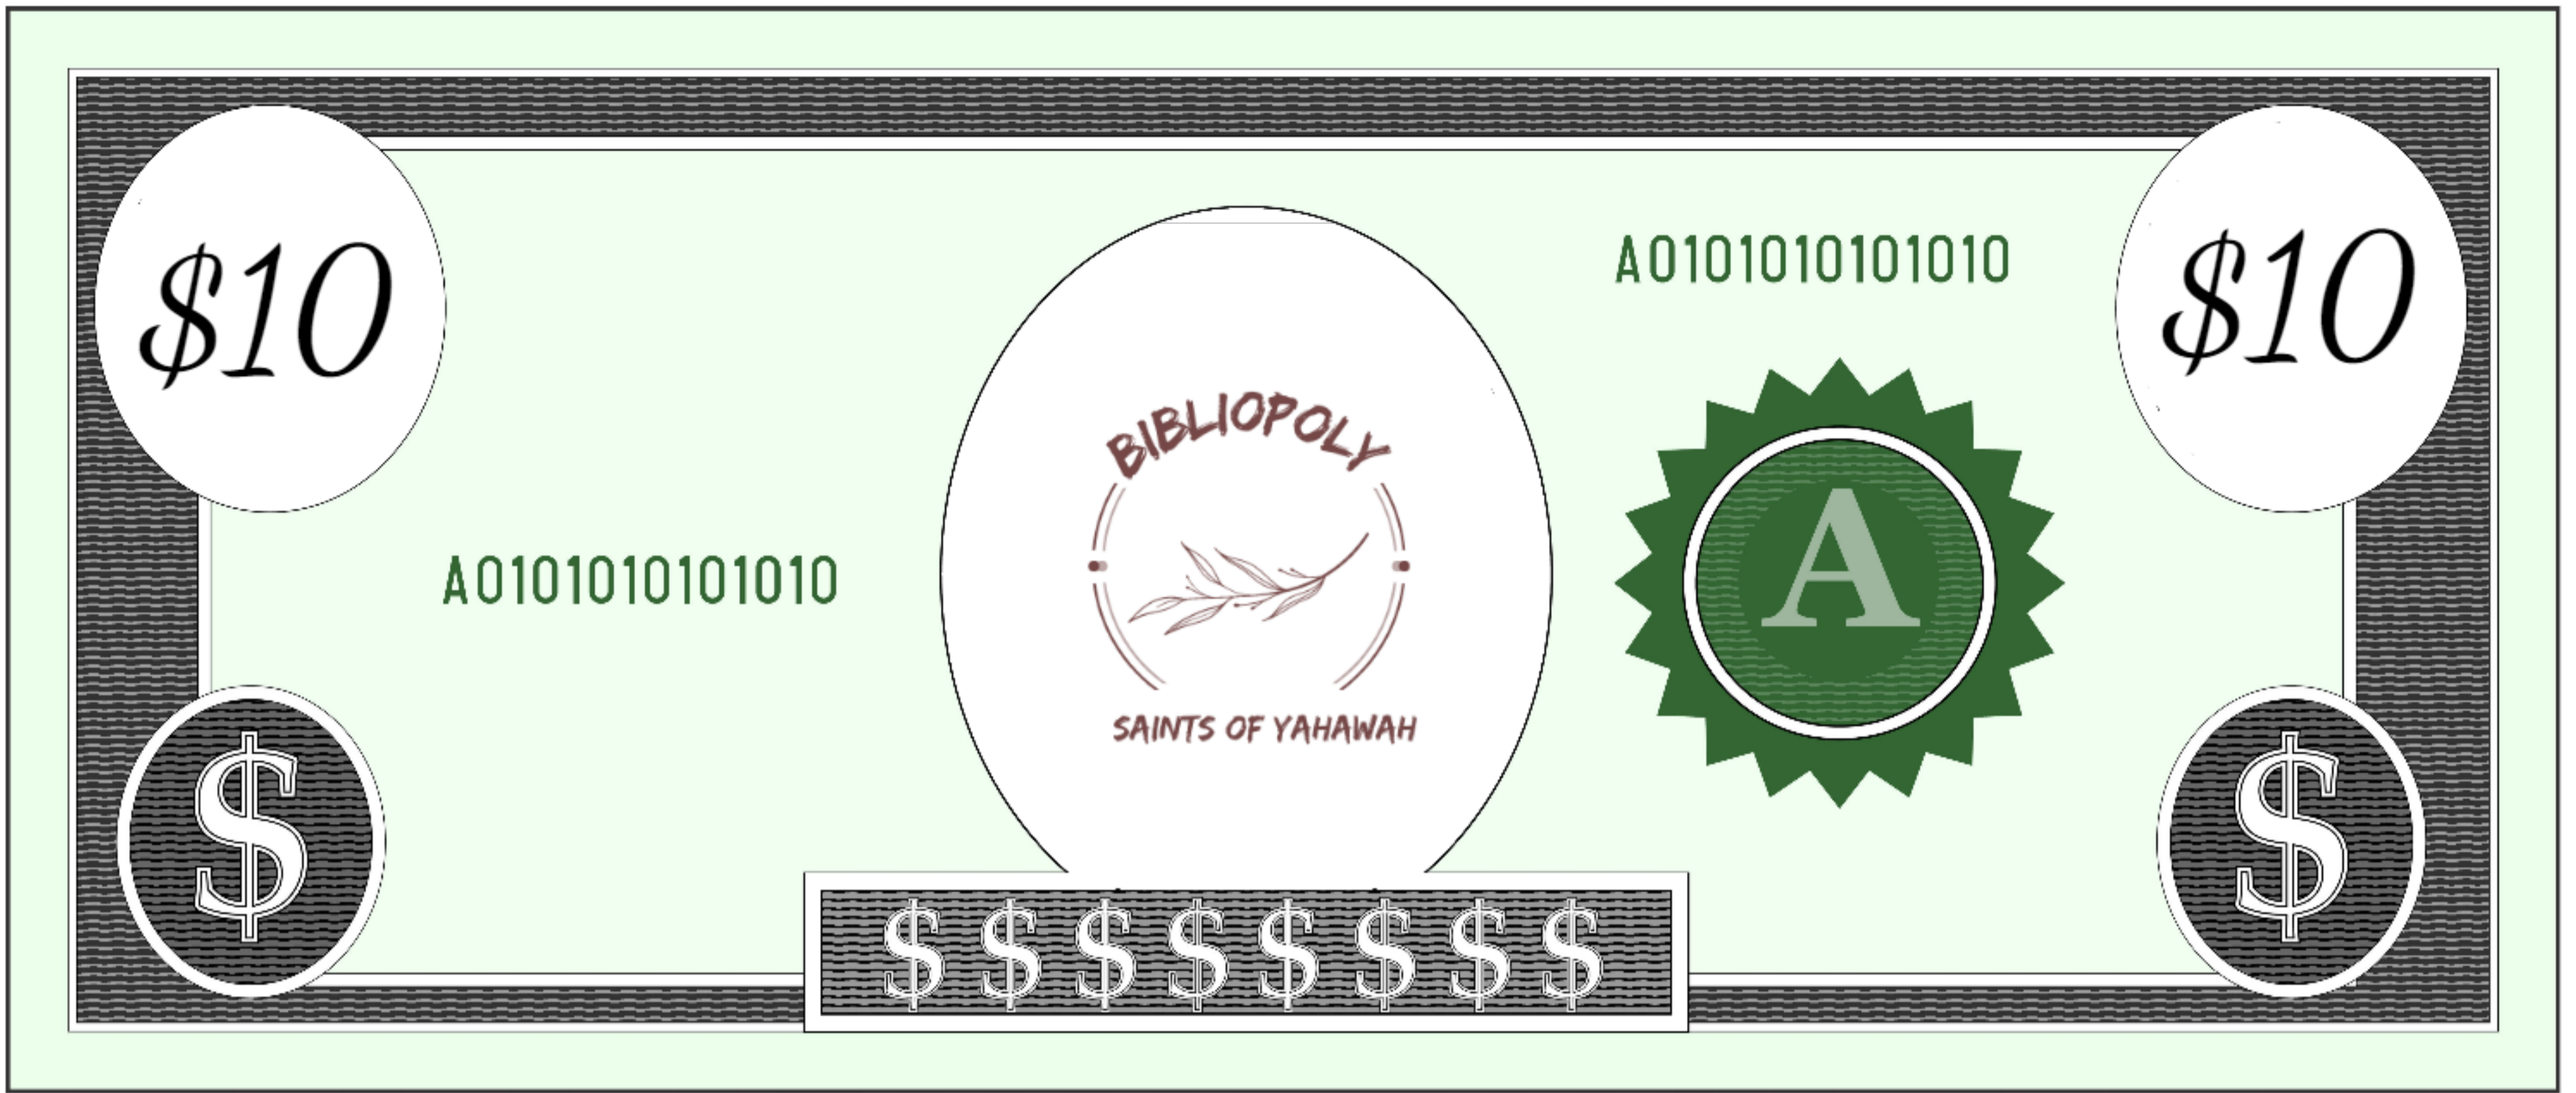 $10
$10
A0101010101010
BIBLIOPOLY
A0101010101010
A
SAINTS OF YAHAWAH
$
$
$ $ $ $ $ $ $ $